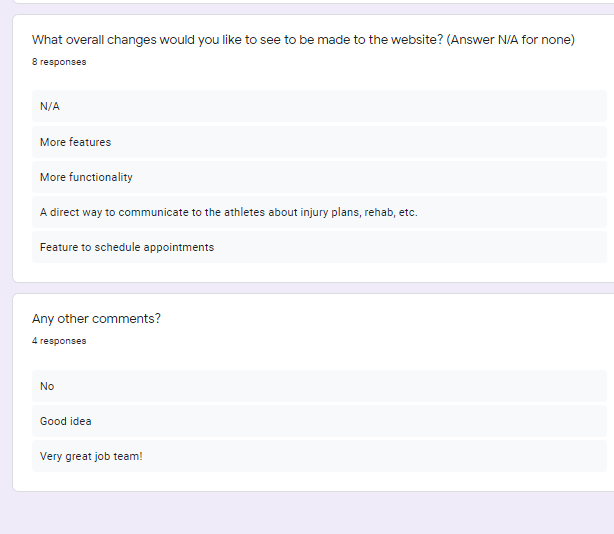 What overall changes would you like to see to be made to the website? (Answer N/A for none)
8 responses
N/A
More features
More functionality
A direct way to communicate to the athletes about injury plans, rehab, etc.
Feature to schedule appointments
Any other comments?
4 responses
No
Good idea
Very great job team!